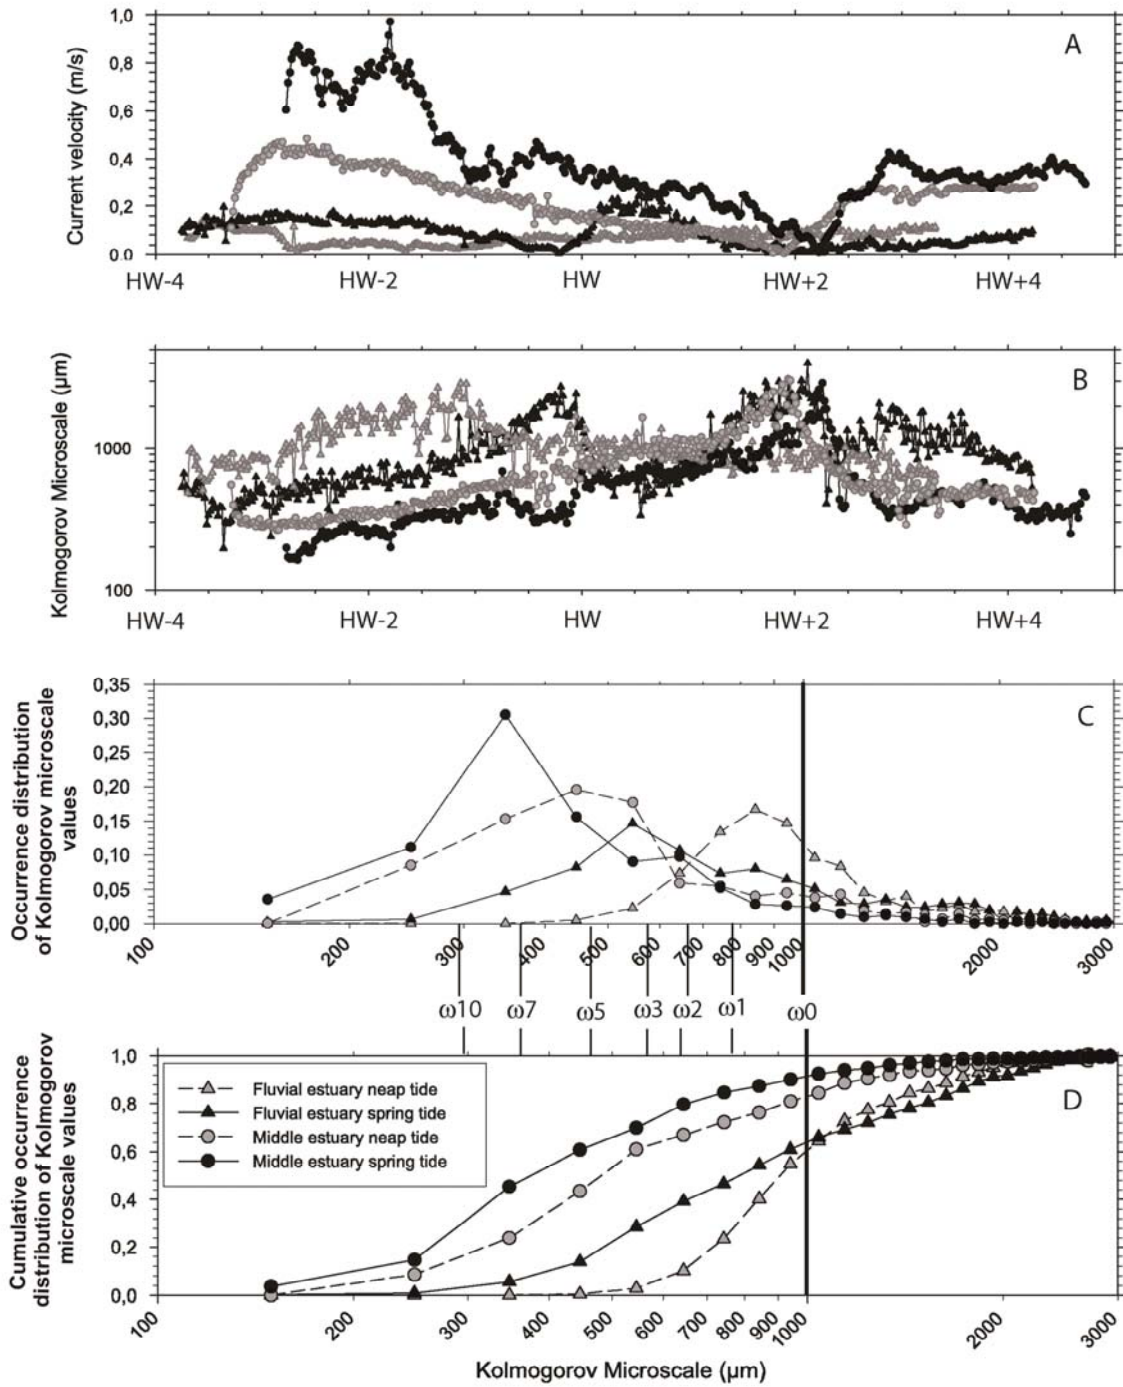 A
Current velocity (m/s)
1,0
0,8
0,6
0,4
0,2
0,0
HW-4
HW-2
HW
HW+2
HW+4
B
Kolmogorov Microscale (µm)
1000
100
HW-4
HW-2
HW
HW+2
HW+4
C
Occurrence distribution
of Kolmogorov microscale
values
0,35
0,30
0,25
0,20
0,15
0,10
0,05
0,00
100
200
300
400
500
600
700
800
900
1000
2000
3000
ω10
ω7
ω5
ω3
ω2
ω1
ω0
D
Cumulative occurrence
distribution of Kolmogorov
microscale values
1,0
0,8
0,6
0,4
0,2
0,0
Fluvial estuary neap tide
Fluvial estuary spring tide
Middle estuary neap tide
Middle estuary spring tide
100
200
300
400
500
600
700
800
900
1000
2000
3000
Kolmogorov Microscale (µm)